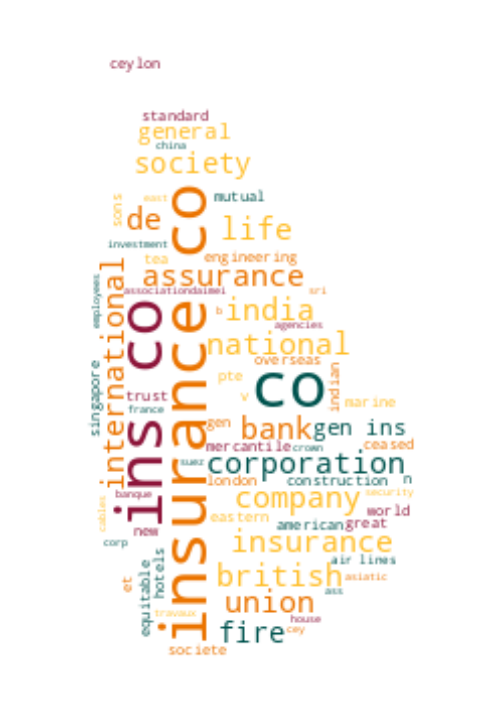 ceylon
standard
general
china
society
east
mutual
sons
de
co
life
investment
tea
engineering
assurance
employees
international
associationdaimei
sri
ins co
insurance co
b
india
agencies
national
overseas
singapore
pte
co
indian
trust
v
marine
france
gen
bank
gen ins
mercantile
crown
ceased
suez
corporation
london
construction
n
banque
company
security
cables
eastern
world
new
american
great
corp
insurance
air lines
equitable
hotels
et
british
asiatic
ass
union
travaux
house
fire
cey
societe